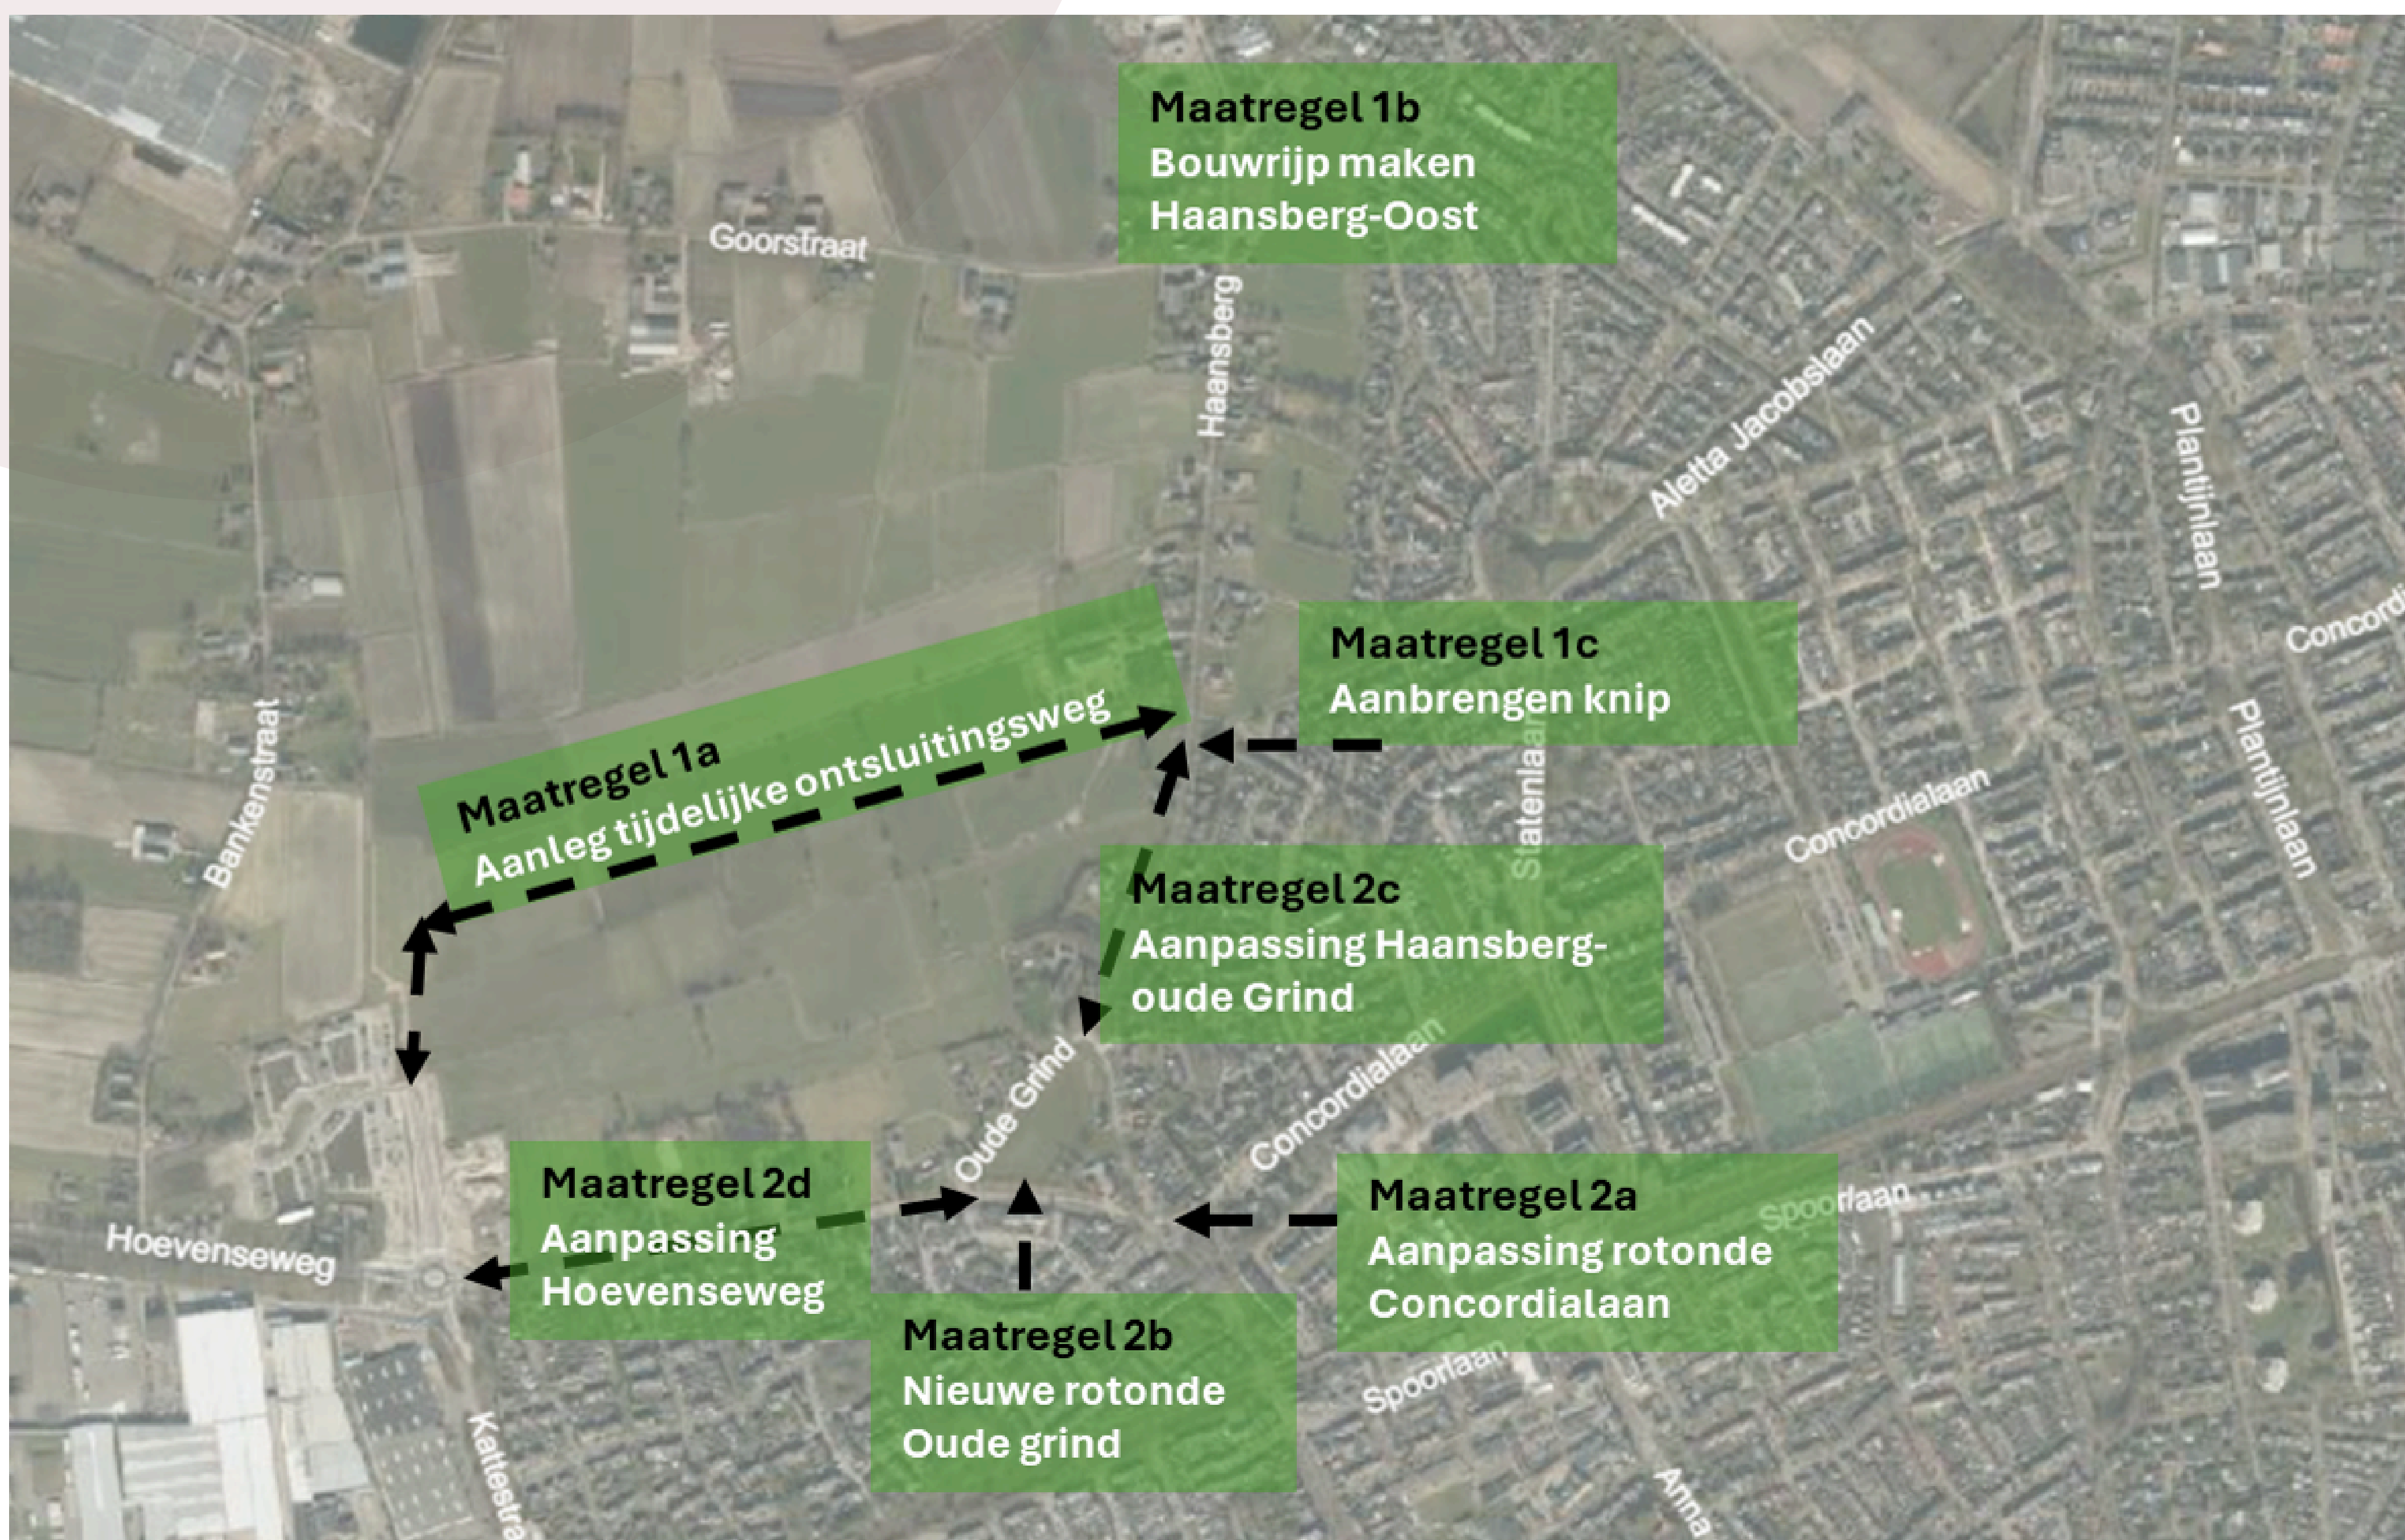 Maatregel 1b
Bouwrijp maken
Haansberg-Oost
Goorstraat
Haansberg
Aletta Jacobslaan
Plantijnlaan
Concord
Maatregel 1c
Aanbrengen knip
Maatregel 1a
Aanleg tijdelijke ontsluitingsweg
Bankenstraat
Statenlaan
Plantijnlaan
Concordialaan
Maatregel 2c
Aanpassing Haansberg-
oude Grind
Oude Grind
Concordialaan
Maatregel 2d
Aanpassing
Hoevenseweg
Maatregel 2a
Aanpassing rotonde
Concordialaan
Spoorlaan
Hoevenseweg
Maatregel 2b
Nieuwe rotonde
Oude grind
Spoorlaan
Kattestra
Anna